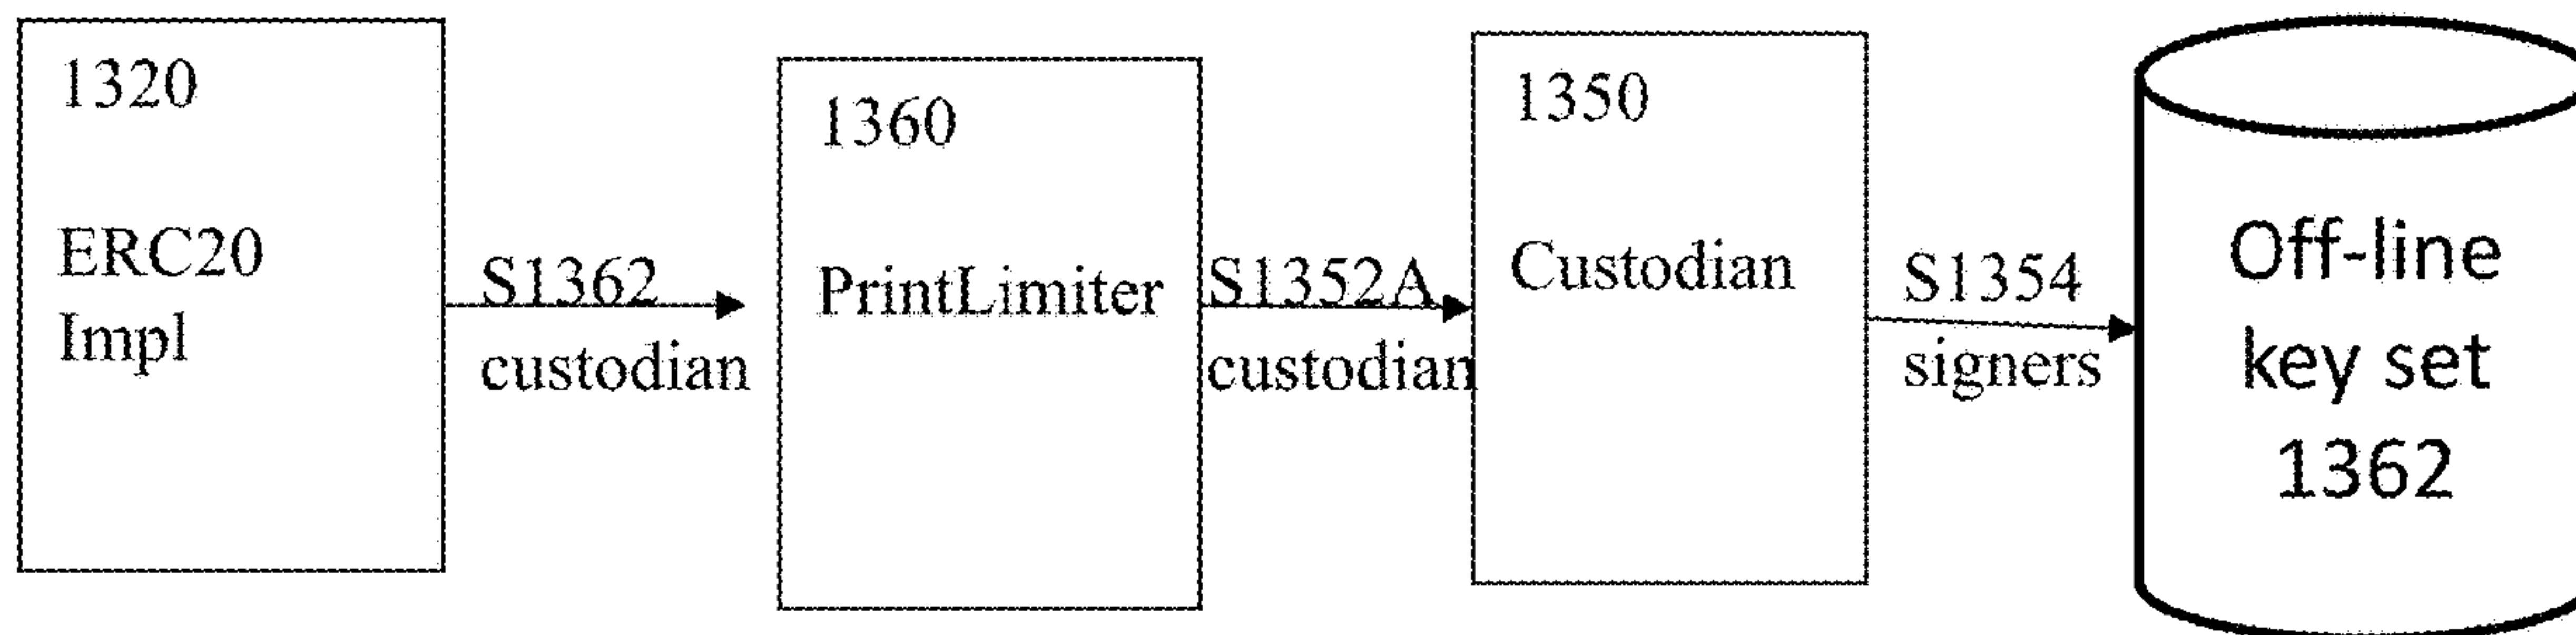 1320
ERC20
Impl
S1362
custodian
1360
PrintLimiter
S1352A
custodian
1350
Custodian
S1354
signers
Off-line
key set
1362